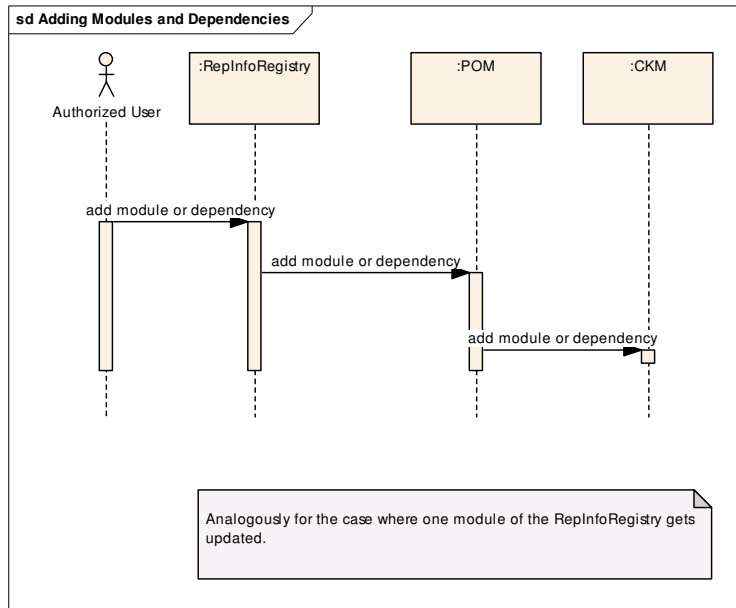 sd Adding Modules and Dependencies
:RepInfoRegistry
:POM
:CKM
Authorized User
add module or dependency
add module or dependency
add module or dependency
Analogously for the case where one module of the RepInfoRegistry gets
updated.